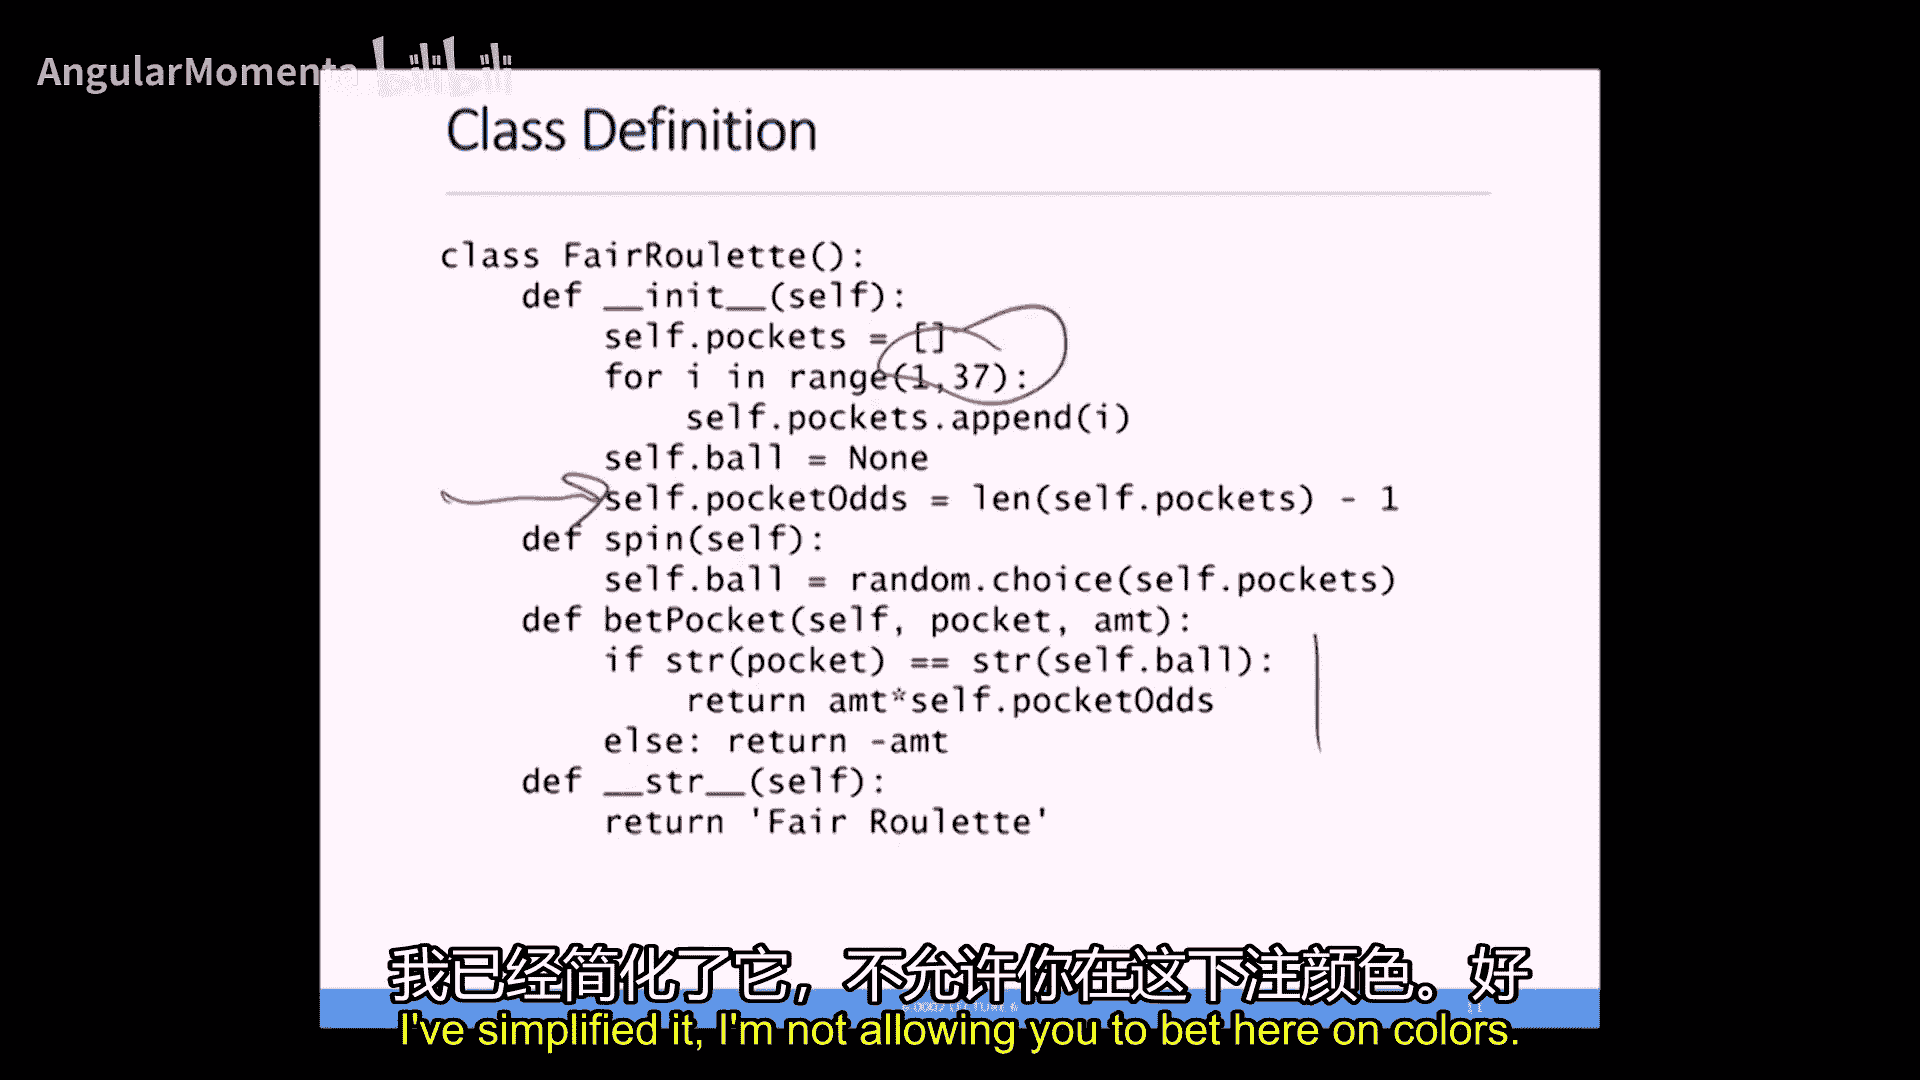 AngularMomenta bilibili
Class Definition
class FairRoulette():
    def __init__(self):
        self.pockets = []
        for i in range(1,37):
            self.pockets.append(i)
        self.ball = None
        self.pocketOdds = len(self.pockets) - 1
    def spin(self):
        self.ball = random.choice(self.pockets)
    def betPocket(self, pocket, amt):
        if str(pocket) == str(self.ball):
            return amt*self.pocketOdds
        else: return -amt
    def __str__(self):
        return 'Fair Roulette'
我已经简化了它，不允许你在这下注颜色。好
I've simplified it, I'm not allowing you to bet here on colors.